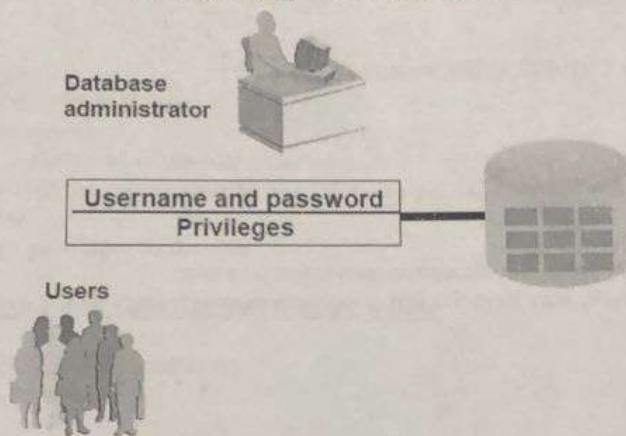 Database
administrator
Username and password
Privileges
Users